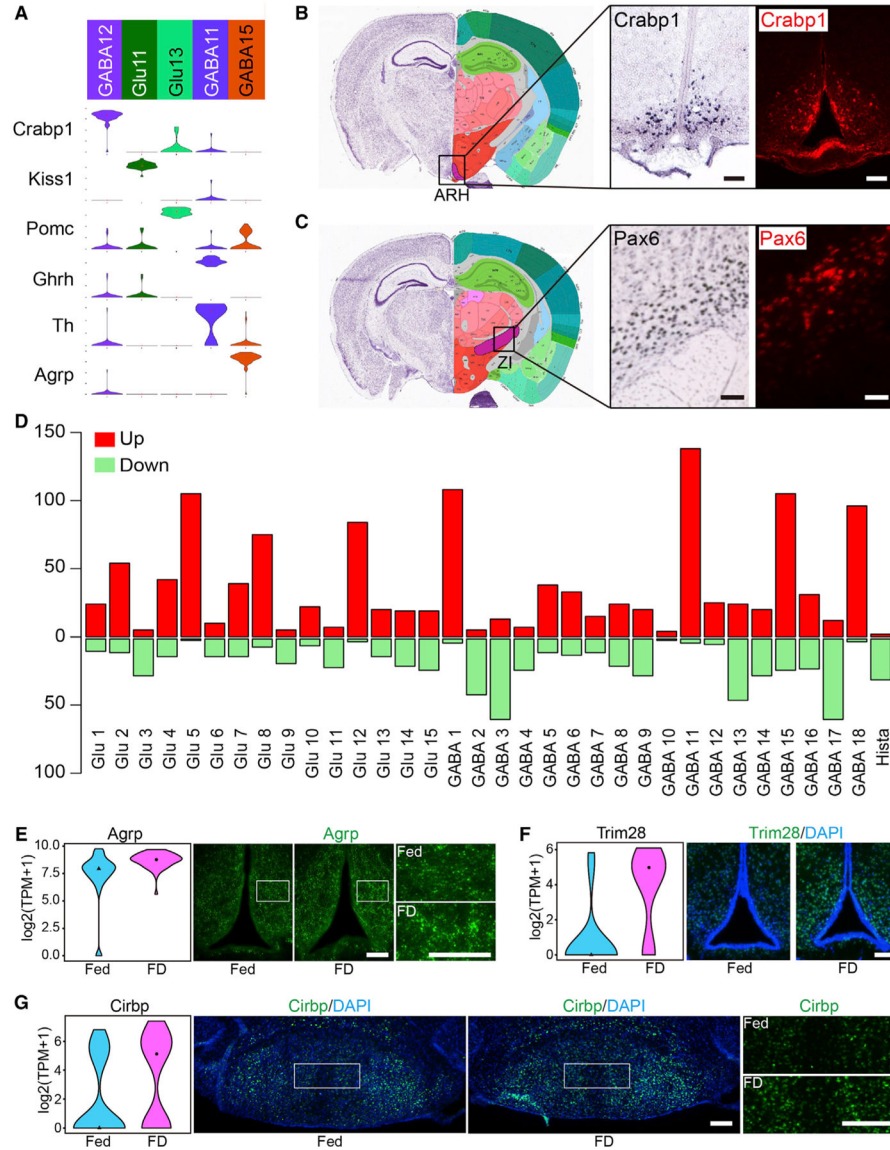 A
GABA12
Glu11
Glu13
GABA11
GABA15
Crabp1
Kiss1
Pomc
Ghrh
Th
Agrp
B
ARH
Crabp1
Crabp1
C
ZI
Pax6
Pax6
D
Up
Down
150
100
50
0
50
100
Glu 1
Glu 2
Glu 3
Glu 4
Glu 5
Glu 6
Glu 7
Glu 8
Glu 9
Glu 10
Glu 11
Glu 12
Glu 13
Glu 14
Glu 15
GABA 1
GABA 2
GABA 3
GABA 4
GABA 5
GABA 6
GABA 7
GABA 8
GABA 9
GABA 10
GABA 11
GABA 12
GABA 13
GABA 14
GABA 15
GABA 16
GABA 17
GABA 18
Hista
E
Agrp
log2(TPM+1)
10.0
7.5
5.0
2.5
0.0
Fed
FD
Agrp
Fed
FD
Fed
FD
F
Trim28
log2(TPM+1)
6
4
2
0
Fed
FD
Trim28/DAPI
Fed
FD
G
Cirbp
log2(TPM+1)
6
4
2
0
Fed
FD
Cirbp/DAPI
Fed
Cirbp/DAPI
FD
Cirbp
Fed
FD